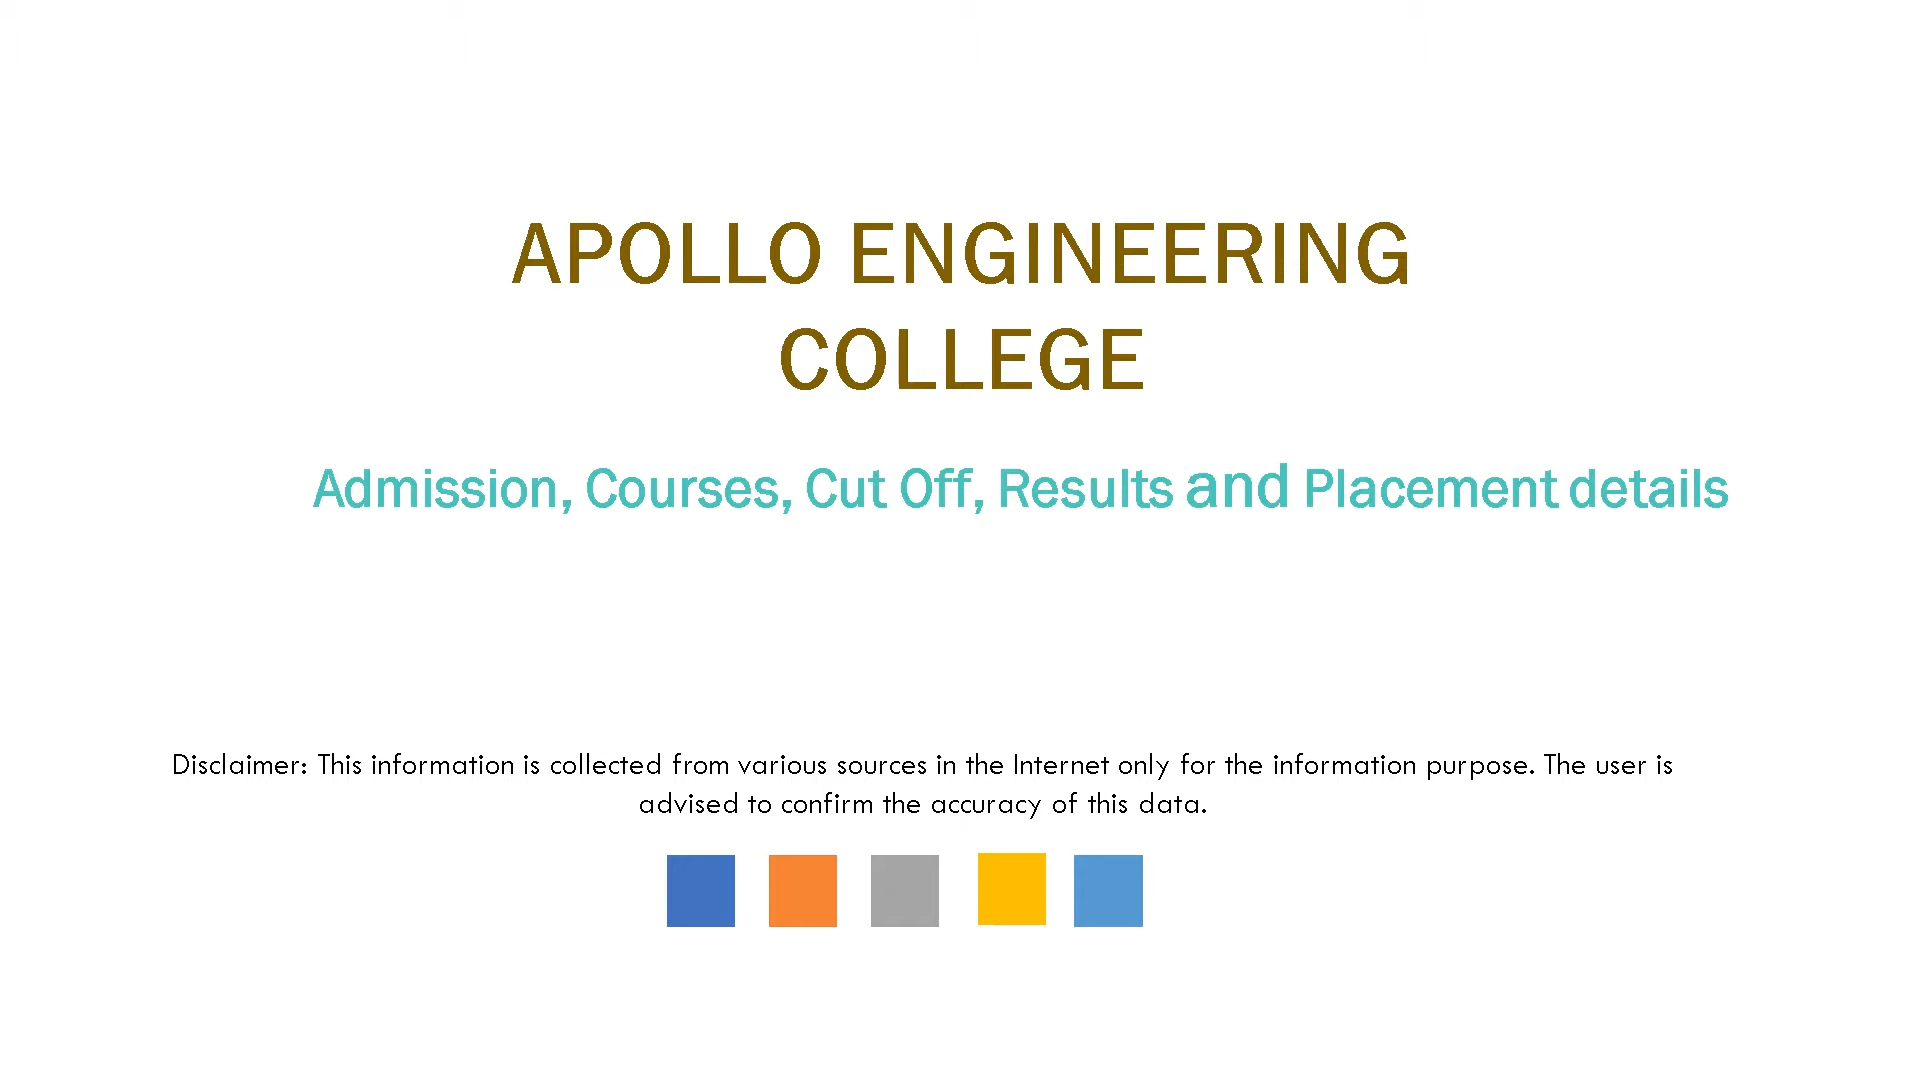 APOLLO ENGINEERING
COLLEGE
Admission, Courses, Cut Off, Results and Placement details
Disclaimer: This information is collected from various sources in the Internet only for the information purpose. The user is
advised to confirm the accuracy of this data.